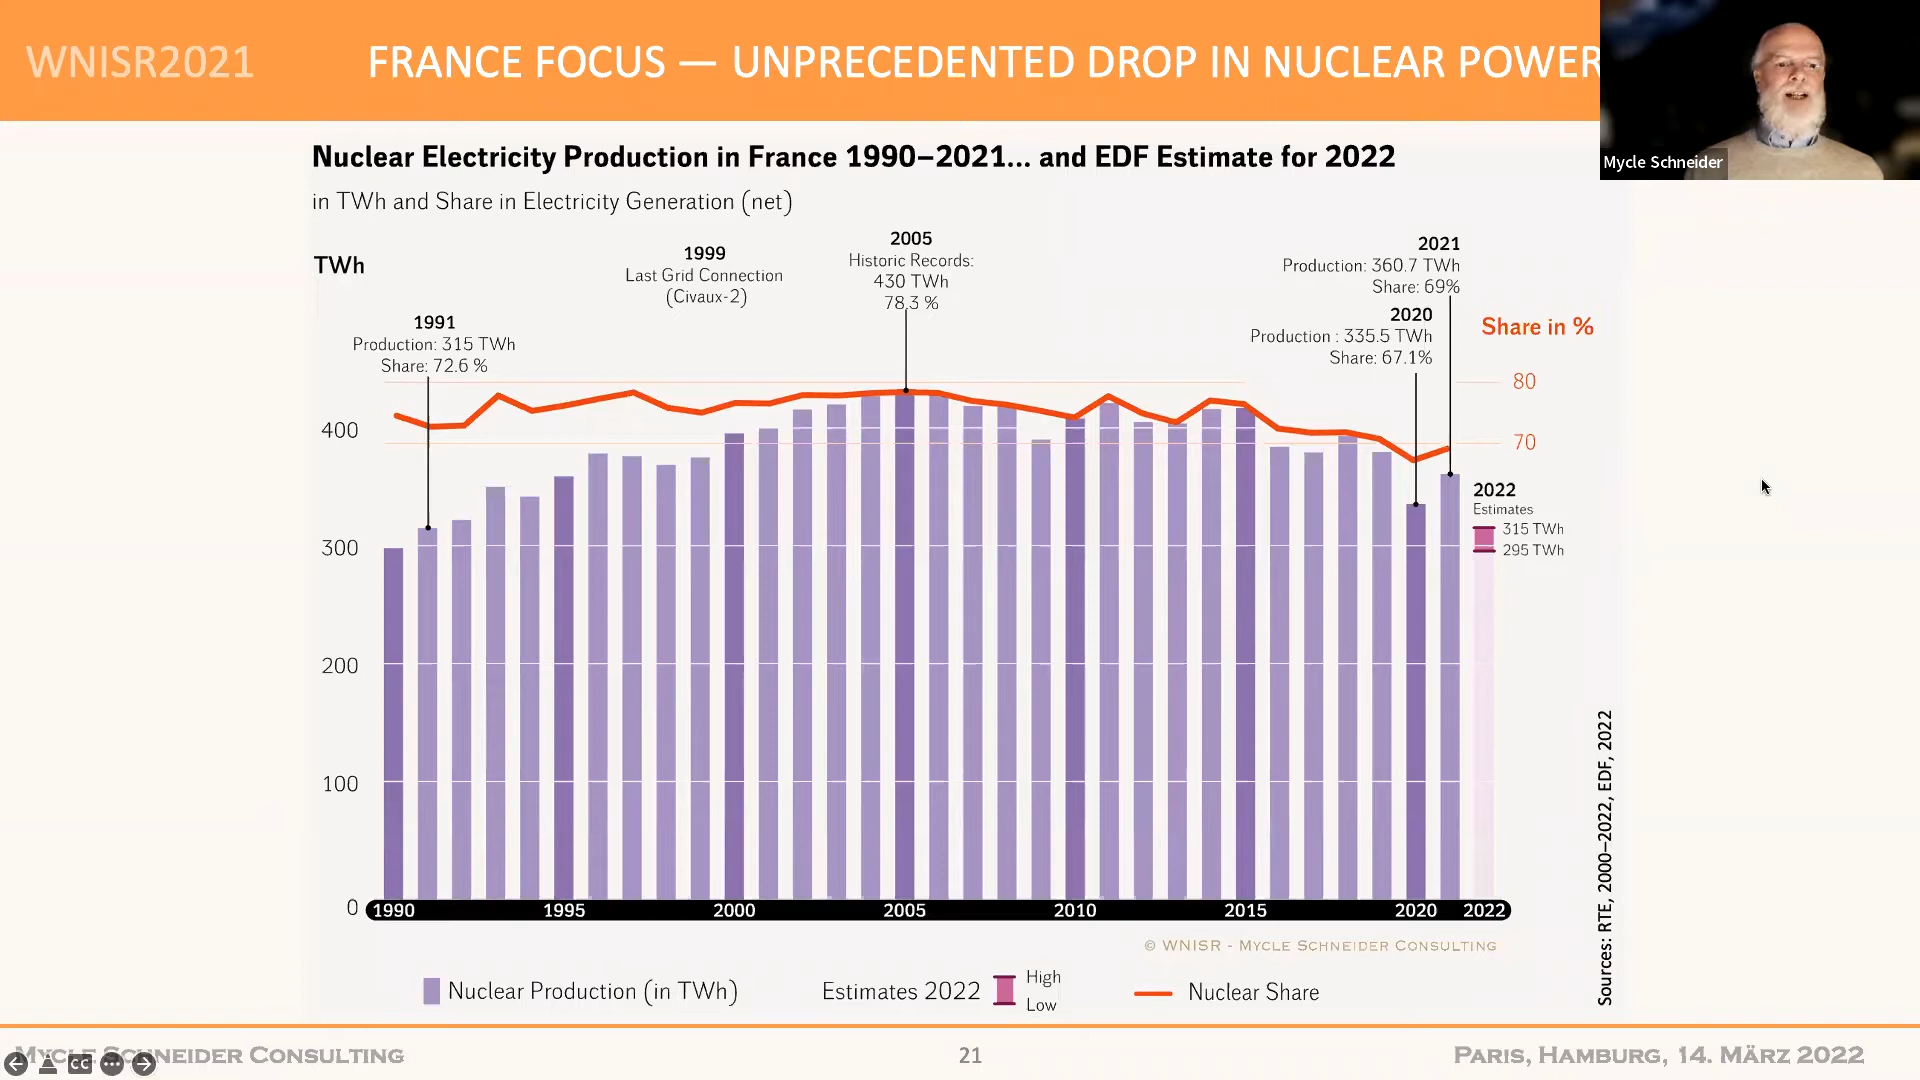 WNISR2021
FRANCE FOCUS — UNPRECEDENTED DROP IN NUCLEAR POWER
Mycle Schneider
Nuclear Electricity Production in France 1990–2021... and EDF Estimate for 2022
in TWh and Share in Electricity Generation (net)
TWh
1991
Production: 315 TWh
Share: 72.6 %
1999
Last Grid Connection
(Civaux-2)
2005
Historic Records:
430 TWh
78.3 %
2021
Production: 360.7 TWh
Share: 69%
2020
Production : 335.5 TWh
Share: 67.1%
Share in %
80
70
400
300
200
100
0
2022
Estimates
315 TWh
295 TWh
1990 1995 2000 2005 2010 2015 2020 2022
© WNISR - MYCLE SCHNEIDER CONSULTING
Sources: RTE, 2000–2022, EDF, 2022
Nuclear Production (in TWh)
Estimates 2022
High
Low
Nuclear Share
MYCLE SCHNEIDER CONSULTING
CC
21
PARIS, HAMBURG, 14. MÄRZ 2022